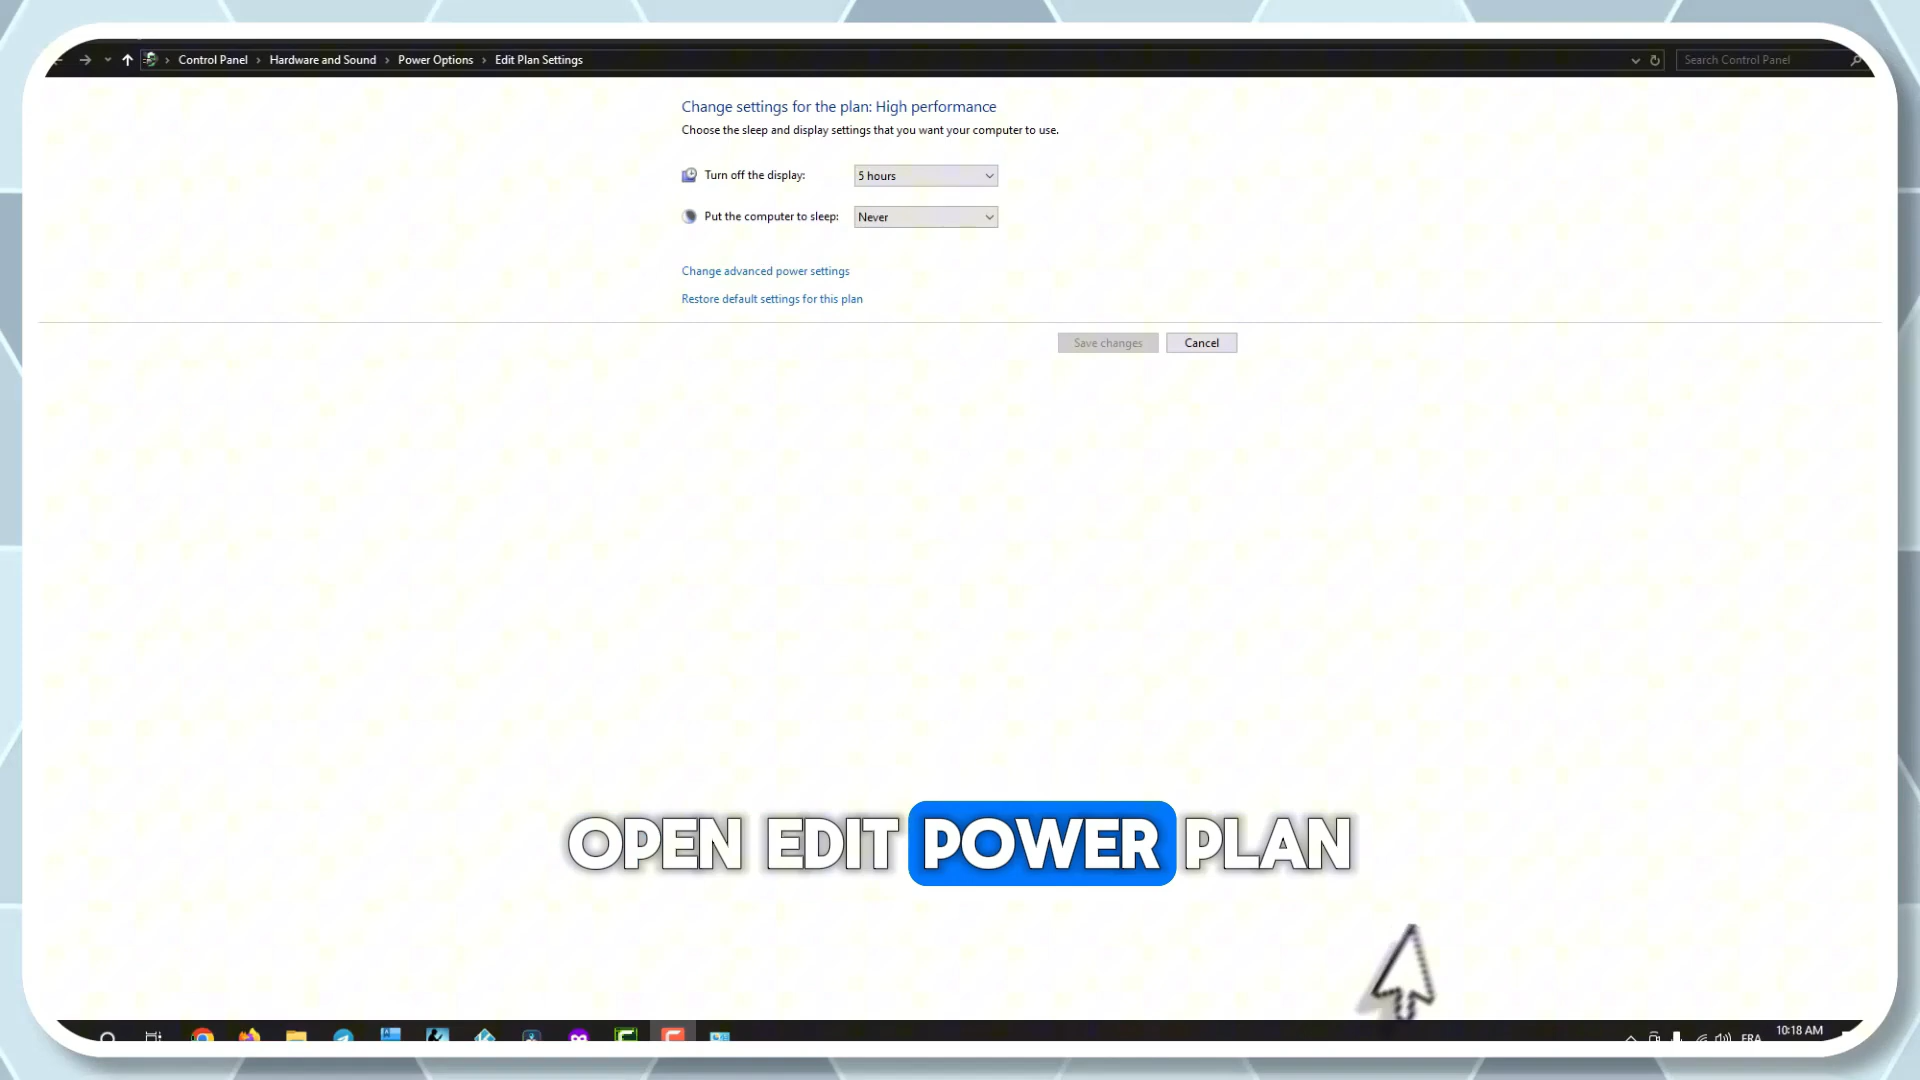 Control Panel › Hardware and Sound › Power Options › Edit Plan Settings
Search Control Panel
Change settings for the plan: High performance
Choose the sleep and display settings that you want your computer to use.
Turn off the display: 5 hours
Put the computer to sleep: Never
Change advanced power settings
Restore default settings for this plan
Save changes Cancel
OPEN EDIT POWER PLAN
FRA 10:18 AM